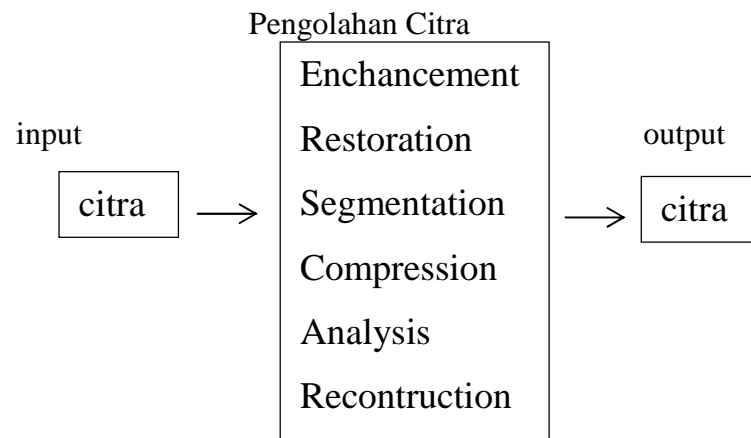 Pengolahan Citra
input
citra
Enchancement
Restoration
Segmentation
Compression
Analysis
Recontruction
output
citra